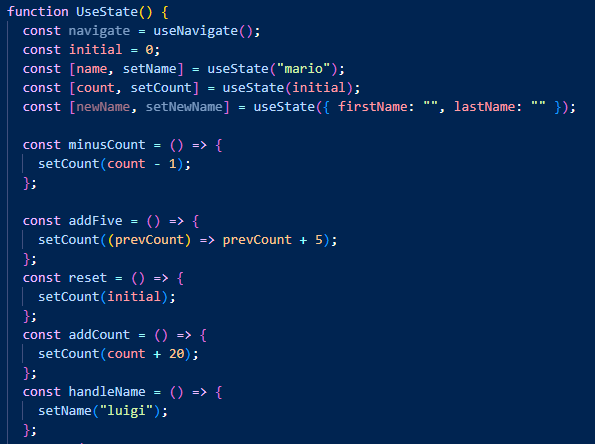 function UseState() {
  const navigate = useNavigate();
  const initial = 0;
  const [name, setName] = useState("mario");
  const [count, setCount] = useState(initial);
  const [newName, setNewName] = useState({ firstName: "", lastName: "" });

  const minusCount = () => {
    setCount(count - 1);
  };

  const addFive = () => {
    setCount((prevCount) => prevCount + 5);
  };
  const reset = () => {
    setCount(initial);
  };
  const addCount = () => {
    setCount(count + 20);
  };
  const handleName = () => {
    setName("luigi");
  };